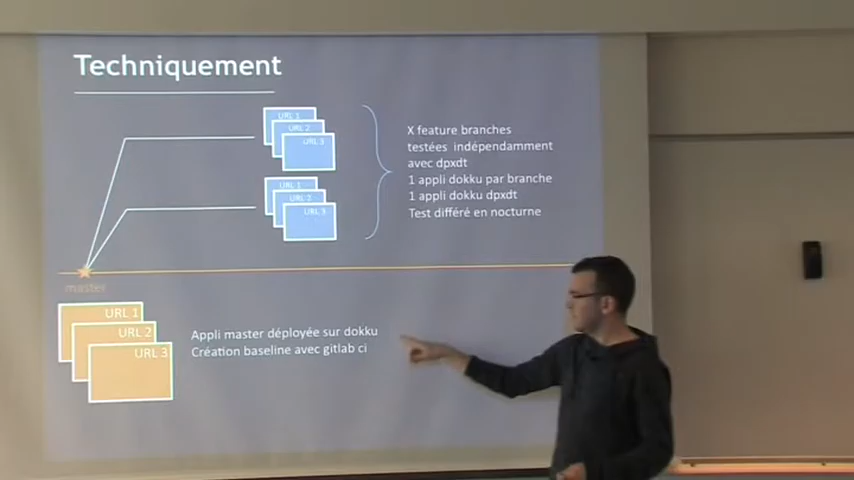 Techniquement
URL 1
URL 2
URL 3
URL 1
URL 2
URL 3
X feature branches
testées indépendamment
avec dpxdt
1 appli dokku par branche
1 appli dokku dpxdt
Test différé en nocturne
master
URL 1
URL 2
URL 3
Appli master déployée sur dokku
Création baseline avec gitlab ci